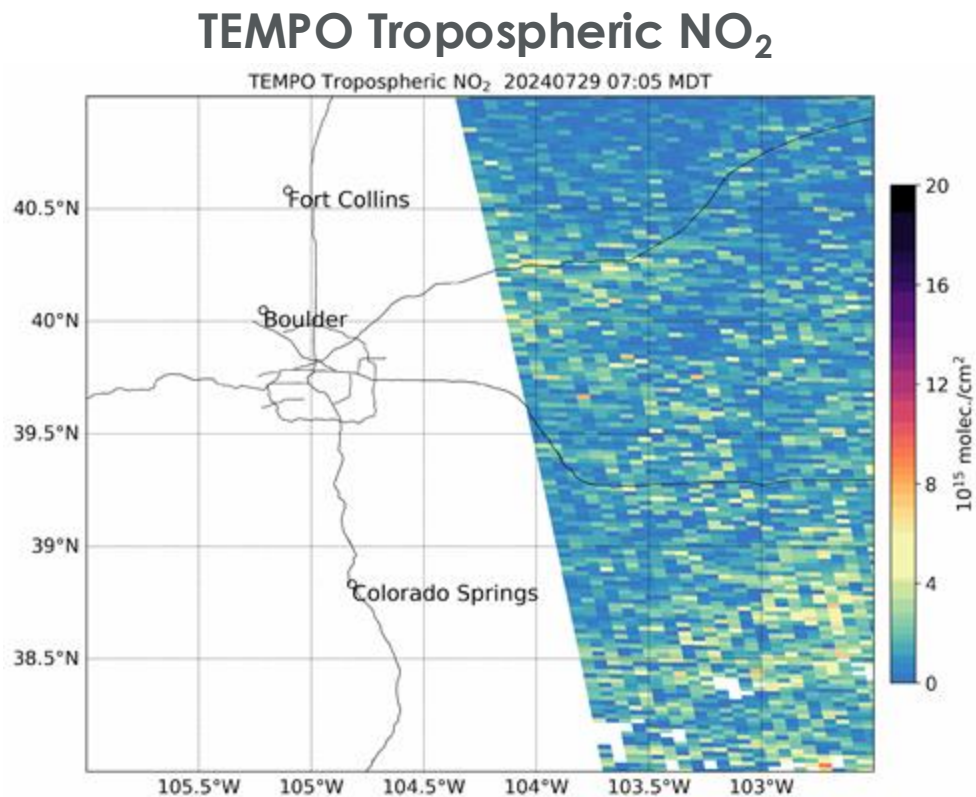 TEMPO Tropospheric NO₂
TEMPO Tropospheric NO₂ 20240729 07:05 MDT
Fort Collins
40.5°N
Boulder
40°N
39.5°N
39°N
Colorado Springs
38.5°N
105.5°W 105°W 104.5°W 104°W 103.5°W 103°W
20
16
12
8
4
0
10¹⁵ molec./cm²